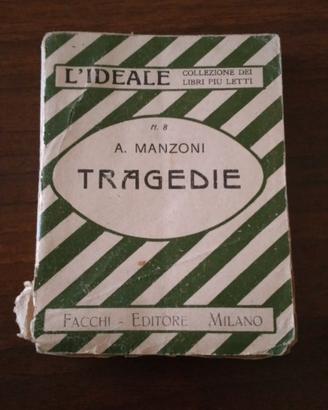 L'IDEALE COLLEZIONE DEI
LIBRI PIÙ LETTI
N. 8
A. MANZONI
TRAGEDIE
FACCHI - EDITORE MILANO